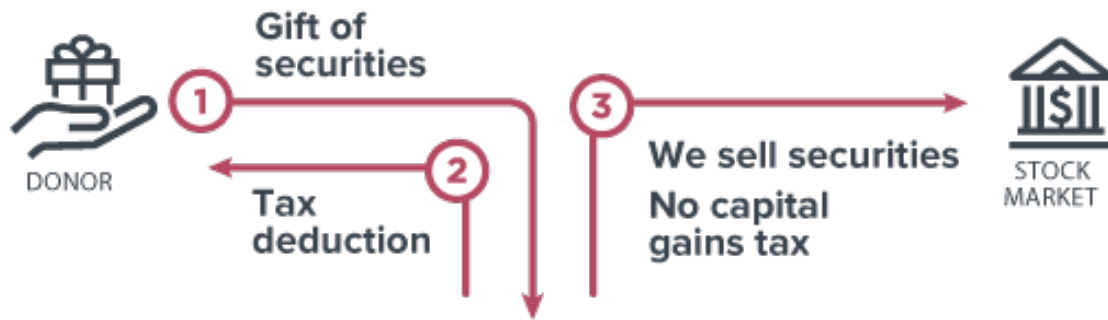 DONOR
1
Gift of
securities
2
Tax
deduction
3
We sell securities
No capital
gains tax
$
STOCK
MARKET